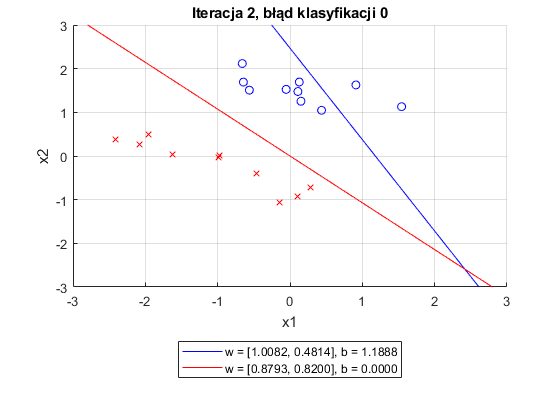 Iteracja 2, błąd klasyfikacji 0
3
2
1
0
-1
-2
-3
x2
-3
-2
-1
0
1
2
3
x1
w = [1.0082, 0.4814], b = 1.1888
w = [0.8793, 0.8200], b = 0.0000